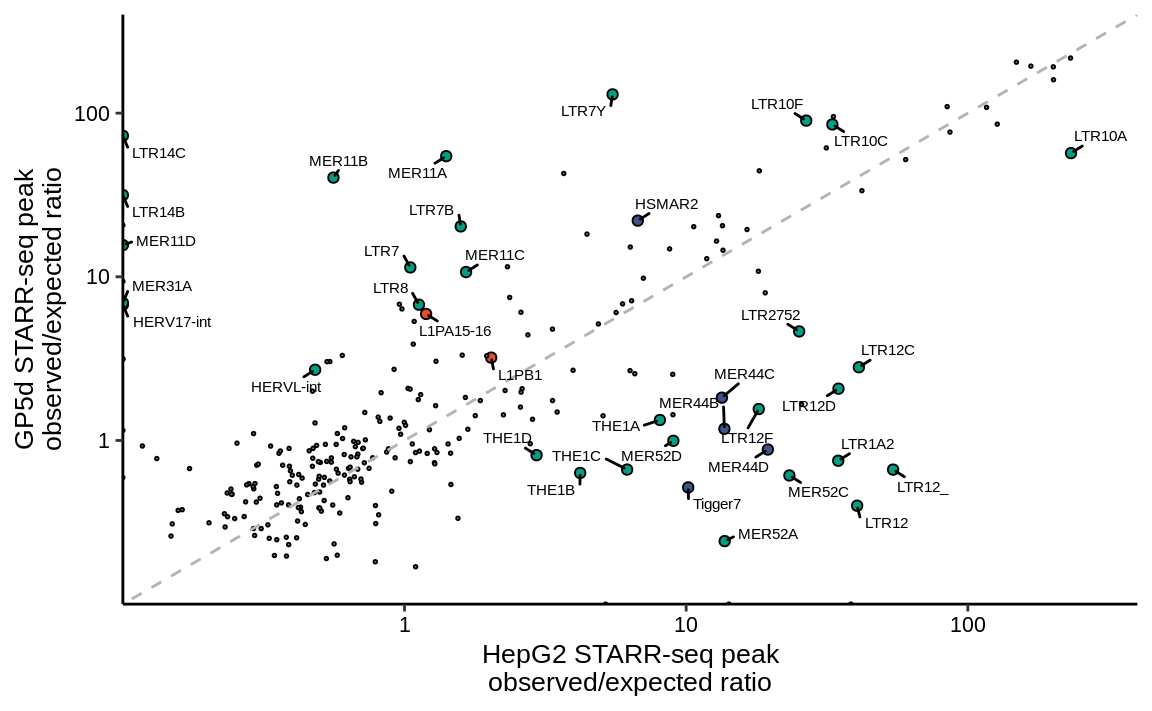 GP5d STARR-seq peak
observed/expected ratio
100
10
1
LTR7Y
LTR10F
LTR10C
LTR10A
LTR14C
MER11B
MER11A
LTR14B
LTR7B
HSMAR2
MER11D
LTR7
MER11C
MER31A
LTR8
HERV17-int
L1PA15-16
LTR2752
LTR12C
HERVL-int
L1PB1
MER44C
MER44B
LTR12D
THE1A
THE1D
LTR12F
LTR1A2
THE1C
MER52D
MER44D
THE1B
Tigger7
MER52C
LTR12_
LTR12
MER52A
1
10
100
HepG2 STARR-seq peak
observed/expected ratio